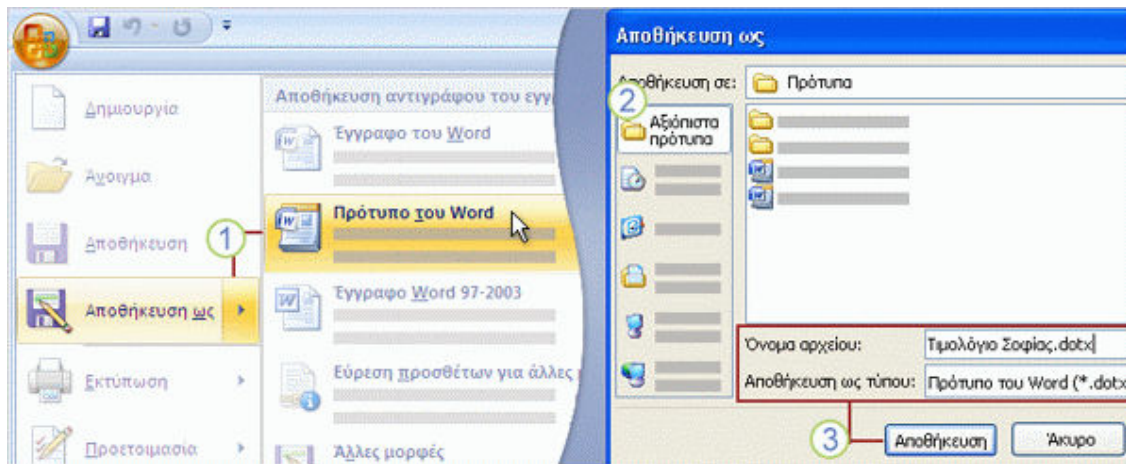 Δημιουργία
Άνοιγμα
Αποθήκευση
1
Αποθήκευση ως
Εκτύπωση
Προετοιμασία
Αποθήκευση αντιγράφου του εγγ
Έγγραφο του Word
Πρότυπο του Word
Έγγραφο Word 97-2003
Εύρεση προσθέτων για άλλες
Άλλες μορφές
Αποθήκευση ως
Αποθήκευση σε:
Πρότυπα
2
Αξιόπιστα
πρότυπα
Όνομα αρχείου:
Τιμολόγιο Σοφίας.dotx
Αποθήκευση ως τύπου:
Πρότυπο του Word (*.dotx
3
Αποθήκευση
Άκυρο